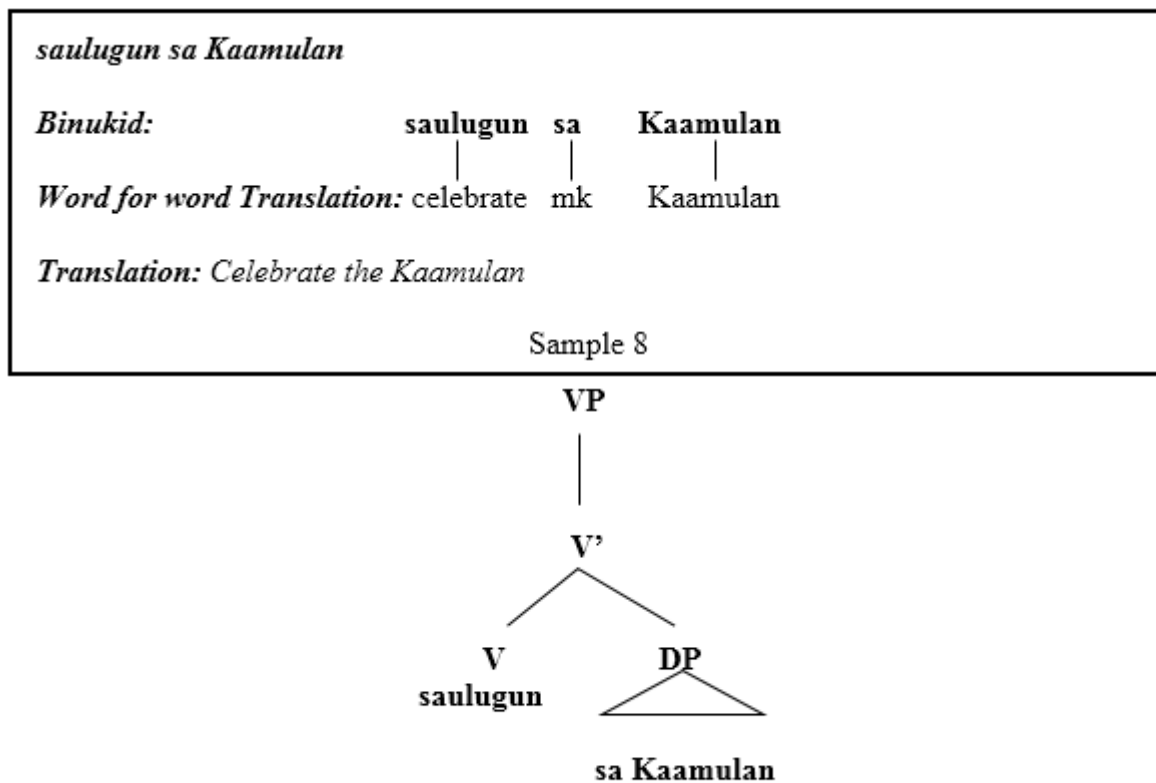 saulugun sa Kaamulan
Binukid: saulugun sa Kaamulan
Word for word Translation: celebrate mk Kaamulan
Translation: Celebrate the Kaamulan
Sample 8
VP
V’
V DP
saulugun
sa Kaamulan